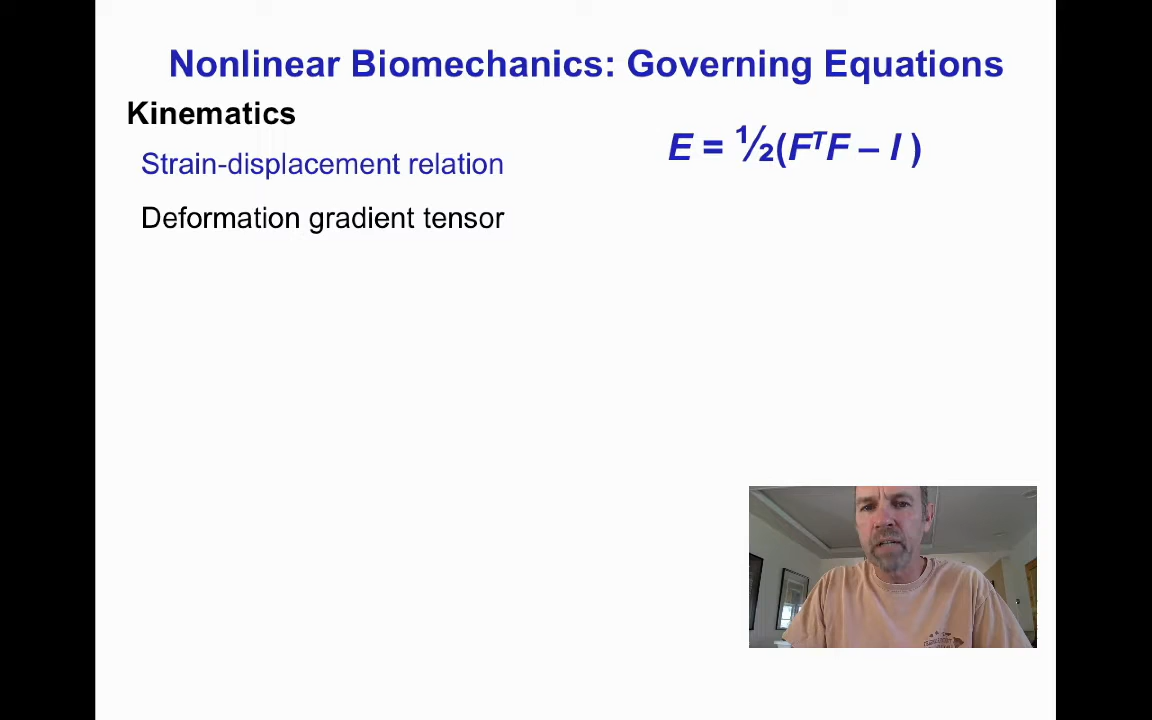 Nonlinear Biomechanics: Governing Equations
Kinematics
E = ½(FᵀF – I )
Strain-displacement relation
Deformation gradient tensor